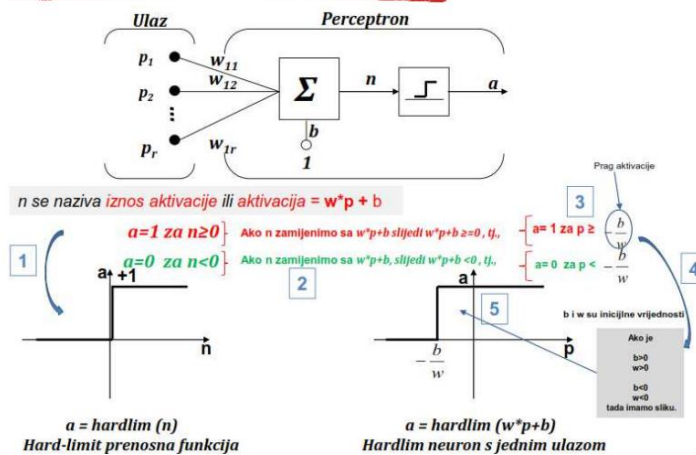 Ulaz
Perceptron
p1
w11
p2
w12
...
pr
w1r
Σ
n
a
b
1
Prag aktivacije
n se naziva iznos aktivacije ili aktivacija = w*p + b
3
1
a=1 za n≥0
Ako n zamijenimo sa w*p+b slijedi w*p+b ≥=0 , tj.,
a= 1 za p ≥ - b/w
a=0 za n<0
Ako n zamijenimo sa w*p+b, slijedi w*p+b <0, tj.,
a= 0 za p < - b/w
4
2
a
+1
n
a
5
p
- b/w
b i w su inicijlne vrijednosti
Ako je
b>0
w>0
b<0
w<0
tada imamo sliku.
a = hardlim (n)
Hard-limit prenosna funkcija
a = hardlim (w*p+b)
Hardlim neuron s jednim ulazom